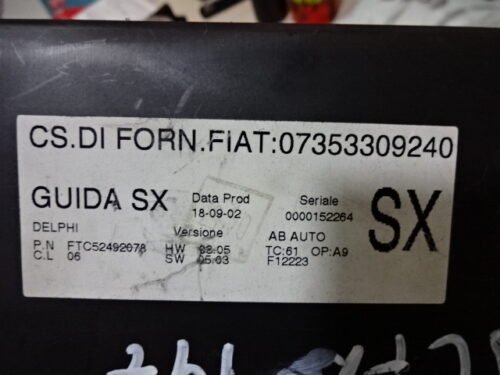 CS.DI FORN.FIAT:07353309240
GUIDA SX Data Prod Seriale SX
18-09-02 0000152264
DELPHI Versione AB AUTO
P.N FTC52492078 HW 02-05 TC:61 OP:A9
C.L 06 SW 05.03 F12223